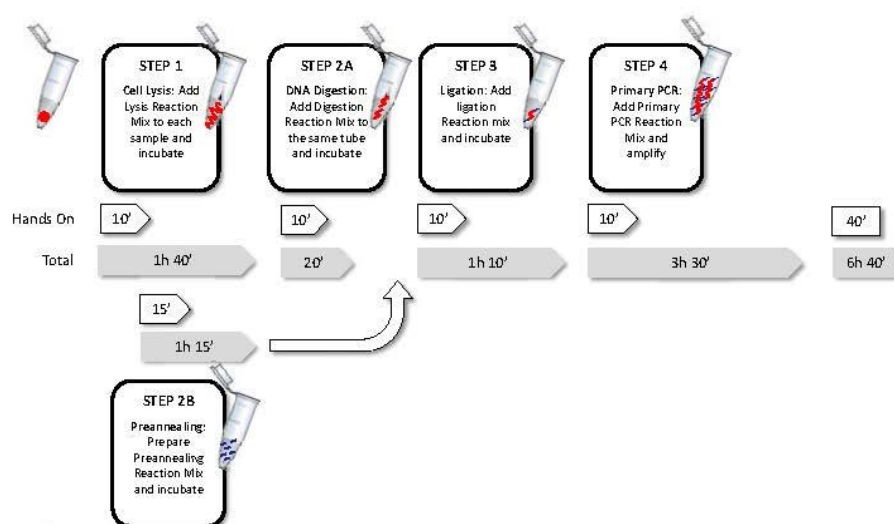 STEP 1
Cell Lysis: Add
Lysis Reaction
Mix to each
sample and
incubate
STEP 2A
DNA Digestion:
Add Digestion
Reaction Mix to
the same tube
and incubate
STEP 3
Ligation: Add
ligation
Reaction mix
and incubate
STEP 4
Primary PCR:
Add Primary
PCR Reaction
Mix and
amplify
Hands On
10'
10'
10'
10'
40'
Total
1h 40'
20'
1h 10'
3h 30'
6h 40'
15'
1h 15'
STEP 2B
Preannealing:
Prepare
Preannealing
Reaction Mix
and incubate